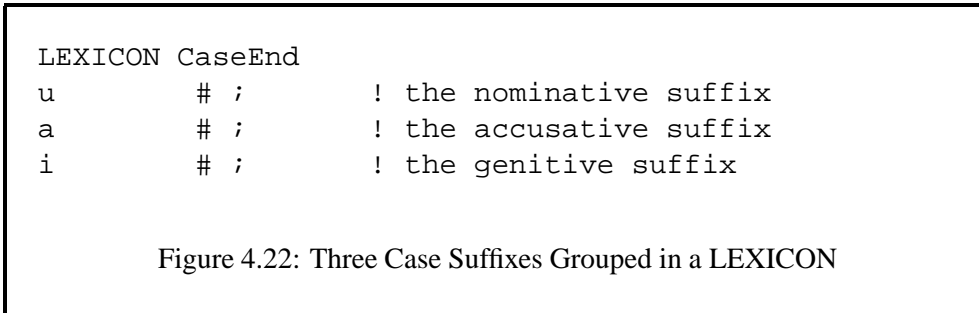 LEXICON CaseEnd
u # ; ! the nominative suffix
a # ; ! the accusative suffix
i # ; ! the genitive suffix
Figure 4.22: Three Case Suffixes Grouped in a LEXICON